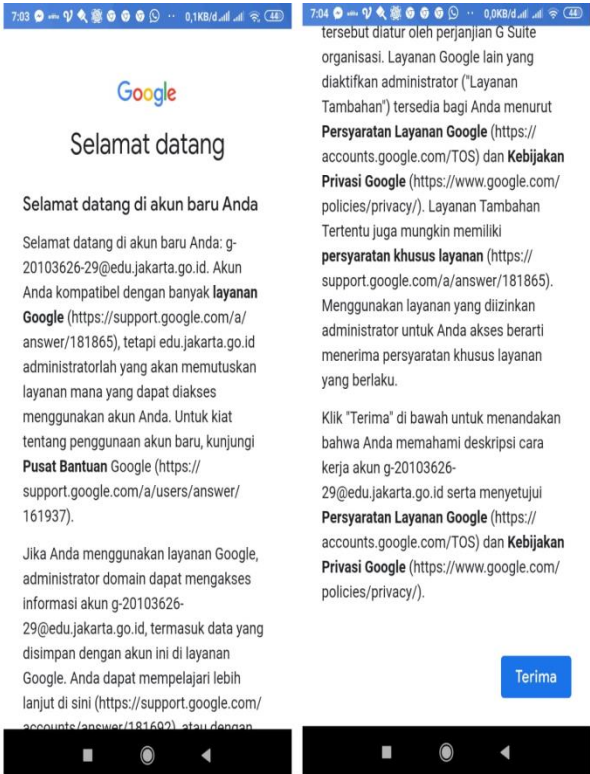 7:03
0,1KB/d
44
Google
Selamat datang
Selamat datang di akun baru Anda
Selamat datang di akun baru Anda: g-
20103626-29@edu.jakarta.go.id. Akun
Anda kompatibel dengan banyak layanan
Google (https://support.google.com/a/
answer/181865), tetapi edu.jakarta.go.id
administratorlah yang akan memutuskan
layanan mana yang dapat diakses
menggunakan akun Anda. Untuk kiat
tentang penggunaan akun baru, kunjungi
Pusat Bantuan Google (https://
support.google.com/a/users/answer/
161937).
Jika Anda menggunakan layanan Google,
administrator domain dapat mengakses
informasi akun g-20103626-
29@edu.jakarta.go.id, termasuk data yang
disimpan dengan akun ini di layanan
Google. Anda dapat mempelajari lebih
lanjut di sini (https://support.google.com/
accounts/answer/181692), atau dengan
7:04
0,0KB/d
44
tersebut diatur oleh perjanjian G Suite
organisasi. Layanan Google lain yang
diaktifkan administrator ("Layanan
Tambahan") tersedia bagi Anda menurut
Persyaratan Layanan Google (https://
accounts.google.com/TOS) dan Kebijakan
Privasi Google (https://www.google.com/
policies/privacy/). Layanan Tambahan
Tertentu juga mungkin memiliki
persyaratan khusus layanan (https://
support.google.com/a/answer/181865).
Menggunakan layanan yang diizinkan
administrator untuk Anda akses berarti
menerima persyaratan khusus layanan
yang berlaku.
Klik "Terima" di bawah untuk menandakan
bahwa Anda memahami deskripsi cara
kerja akun g-20103626-
29@edu.jakarta.go.id serta menyetujui
Persyaratan Layanan Google (https://
accounts.google.com/TOS) dan Kebijakan
Privasi Google (https://www.google.com/
policies/privacy/).
Terima